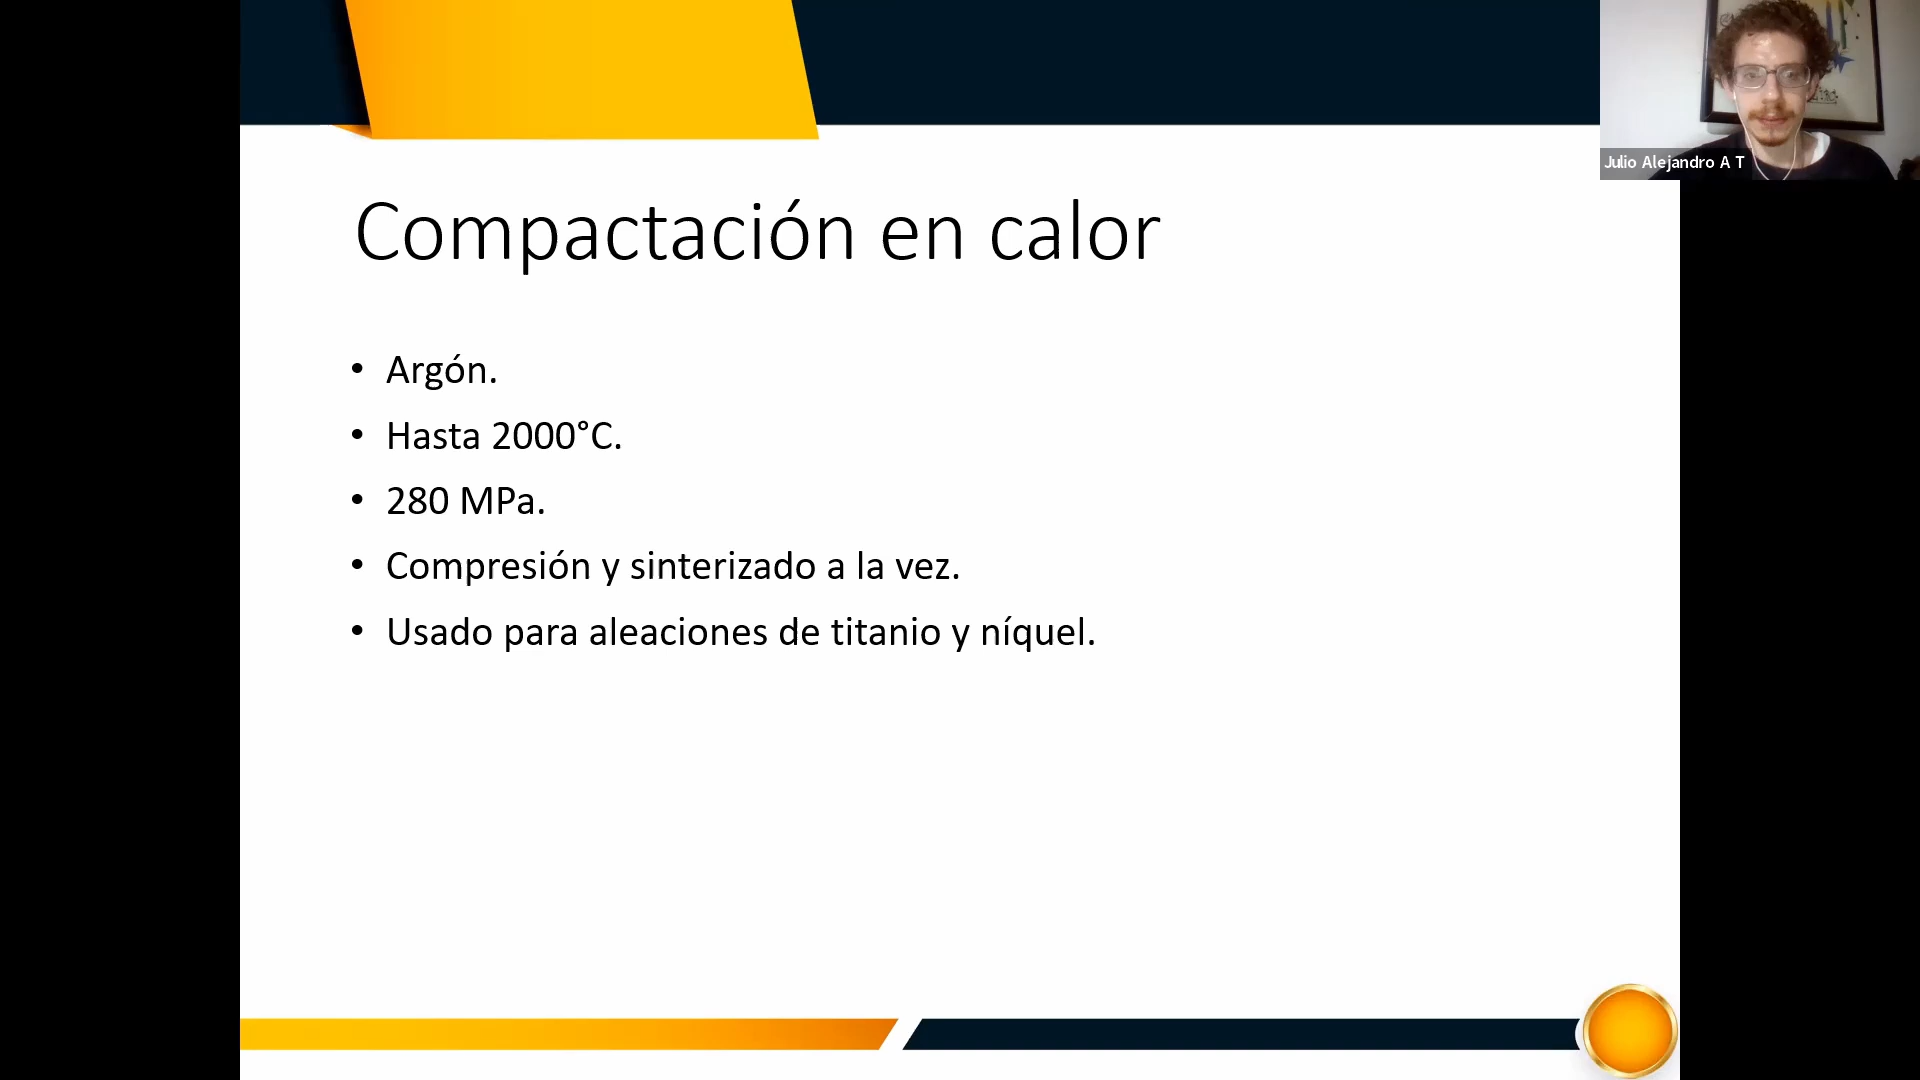 Julio Alejandro A T
Compactación en calor
• Argón.
• Hasta 2000°C.
• 280 MPa.
• Compresión y sinterizado a la vez.
• Usado para aleaciones de titanio y níquel.